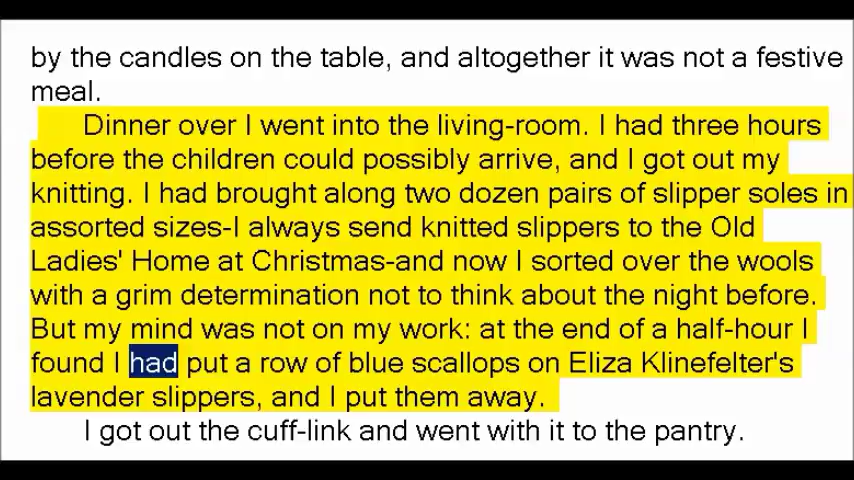 by the candles on the table, and altogether it was not a festive
meal.
Dinner over I went into the living-room. I had three hours
before the children could possibly arrive, and I got out my
knitting. I had brought along two dozen pairs of slipper soles in
assorted sizes-I always send knitted slippers to the Old
Ladies' Home at Christmas-and now I sorted over the wools
with a grim determination not to think about the night before.
But my mind was not on my work: at the end of a half-hour I
found I had put a row of blue scallops on Eliza Klinefelter's
lavender slippers, and I put them away.
I got out the cuff-link and went with it to the pantry.